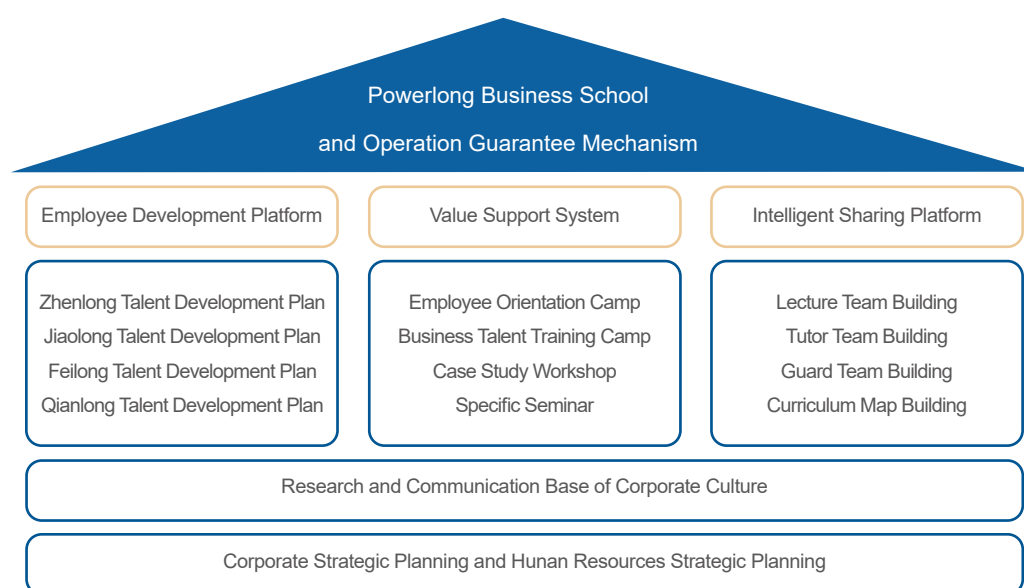 Powerlong Business School
and Operation Guarantee Mechanism
Employee Development Platform
Value Support System
Intelligent Sharing Platform
Zhenlong Talent Development Plan
Jiaolong Talent Development Plan
Feilong Talent Development Plan
Qianlong Talent Development Plan
Employee Orientation Camp
Business Talent Training Camp
Case Study Workshop
Specific Seminar
Lecture Team Building
Tutor Team Building
Guard Team Building
Curriculum Map Building
Research and Communication Base of Corporate Culture
Corporate Strategic Planning and Hunan Resources Strategic Planning